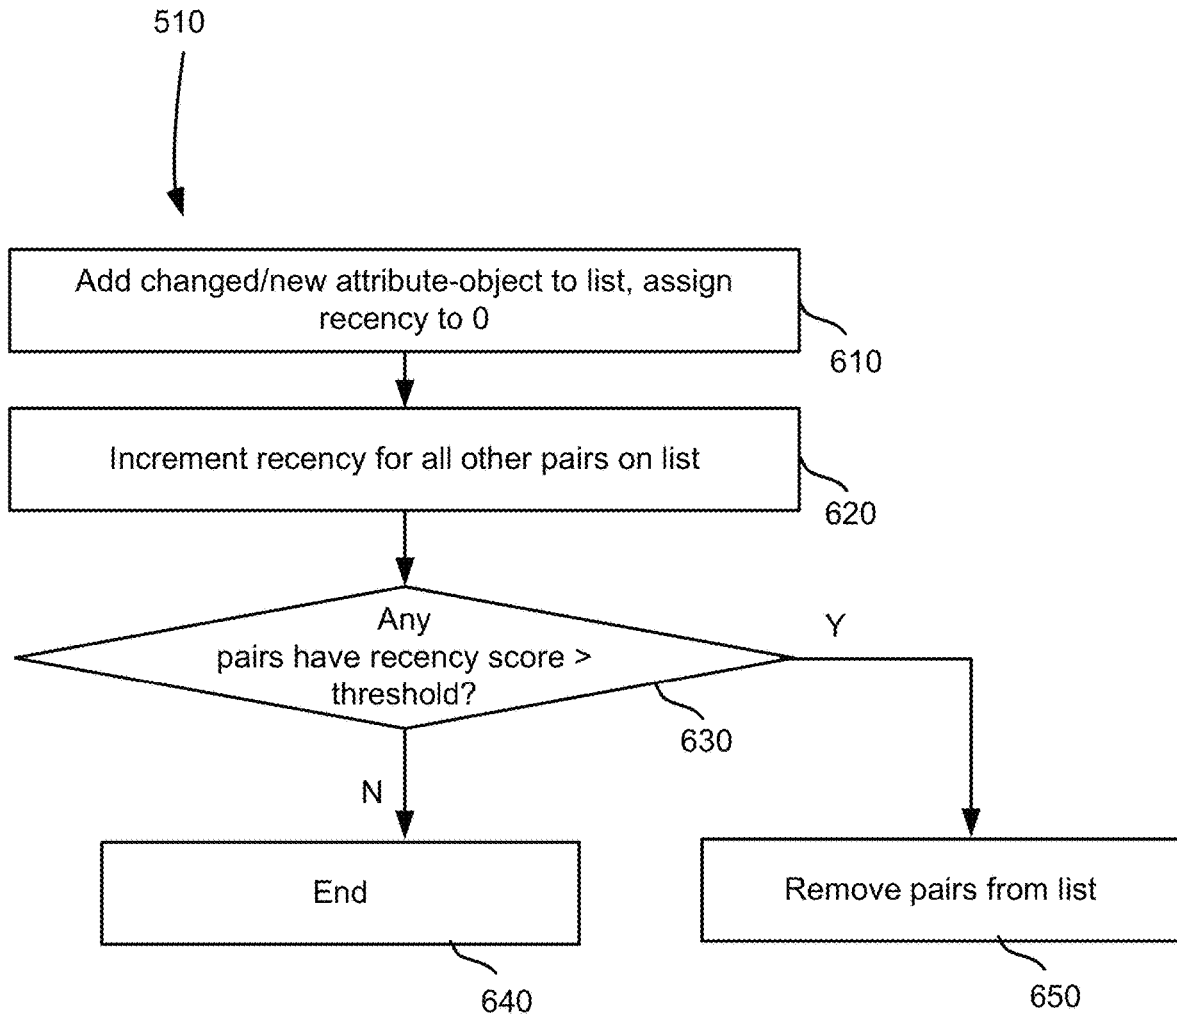 510
Add changed/new attribute-object to list, assign
recency to 0
610
Increment recency for all other pairs on list
620
Any
pairs have recency score >
threshold?
Y
630
N
End
Remove pairs from list
640
650